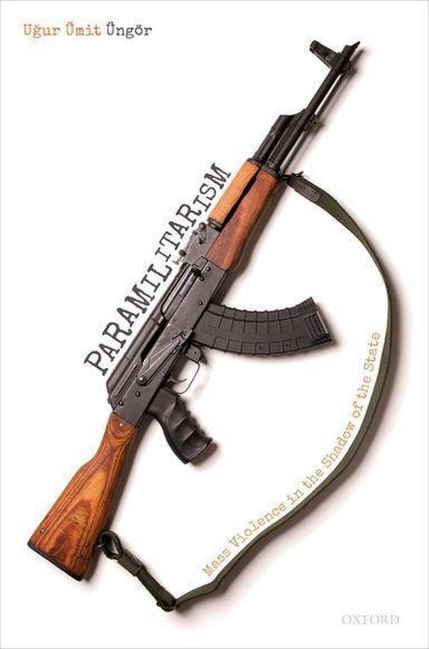 Uğur Ümit Üngör
PARAMILITARISM
Mass Violence in the Shadow of the State
OXFORD